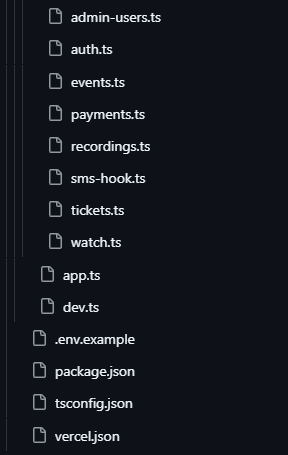 admin-users.ts
auth.ts
events.ts
payments.ts
recordings.ts
sms-hook.ts
tickets.ts
watch.ts
app.ts
dev.ts
.env.example
package.json
tsconfig.json
vercel.json